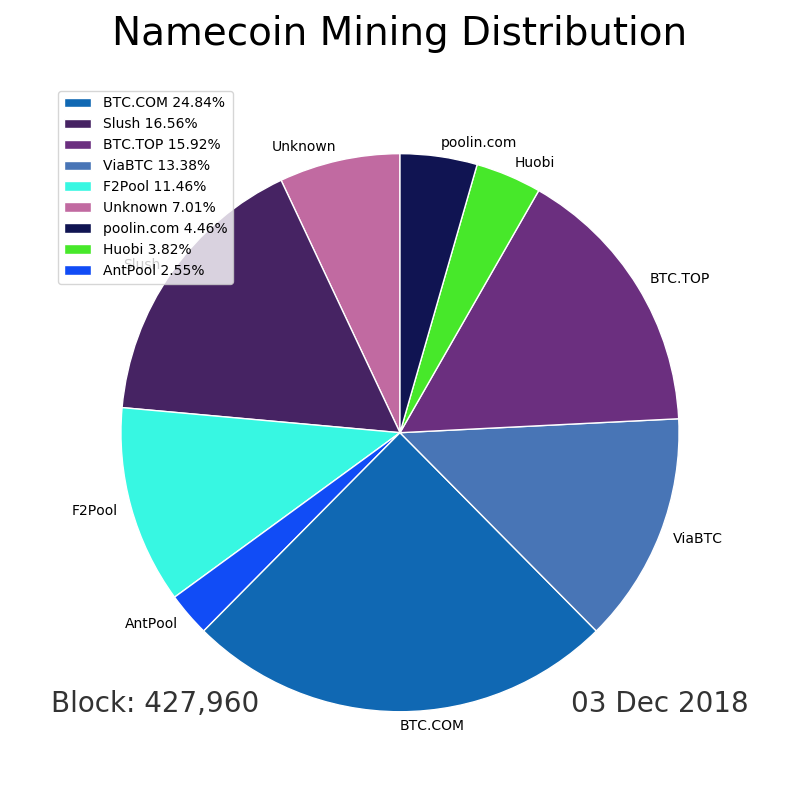 Namecoin Mining Distribution
BTC.COM 24.84%
Slush 16.56%
BTC.TOP 15.92%
ViaBTC 13.38%
F2Pool 11.46%
Unknown 7.01%
poolin.com 4.46%
Huobi 3.82%
AntPool 2.55%
Unknown
poolin.com
Huobi
Slush
BTC.TOP
F2Pool
ViaBTC
AntPool
BTC.COM
Block: 427,960
03 Dec 2018